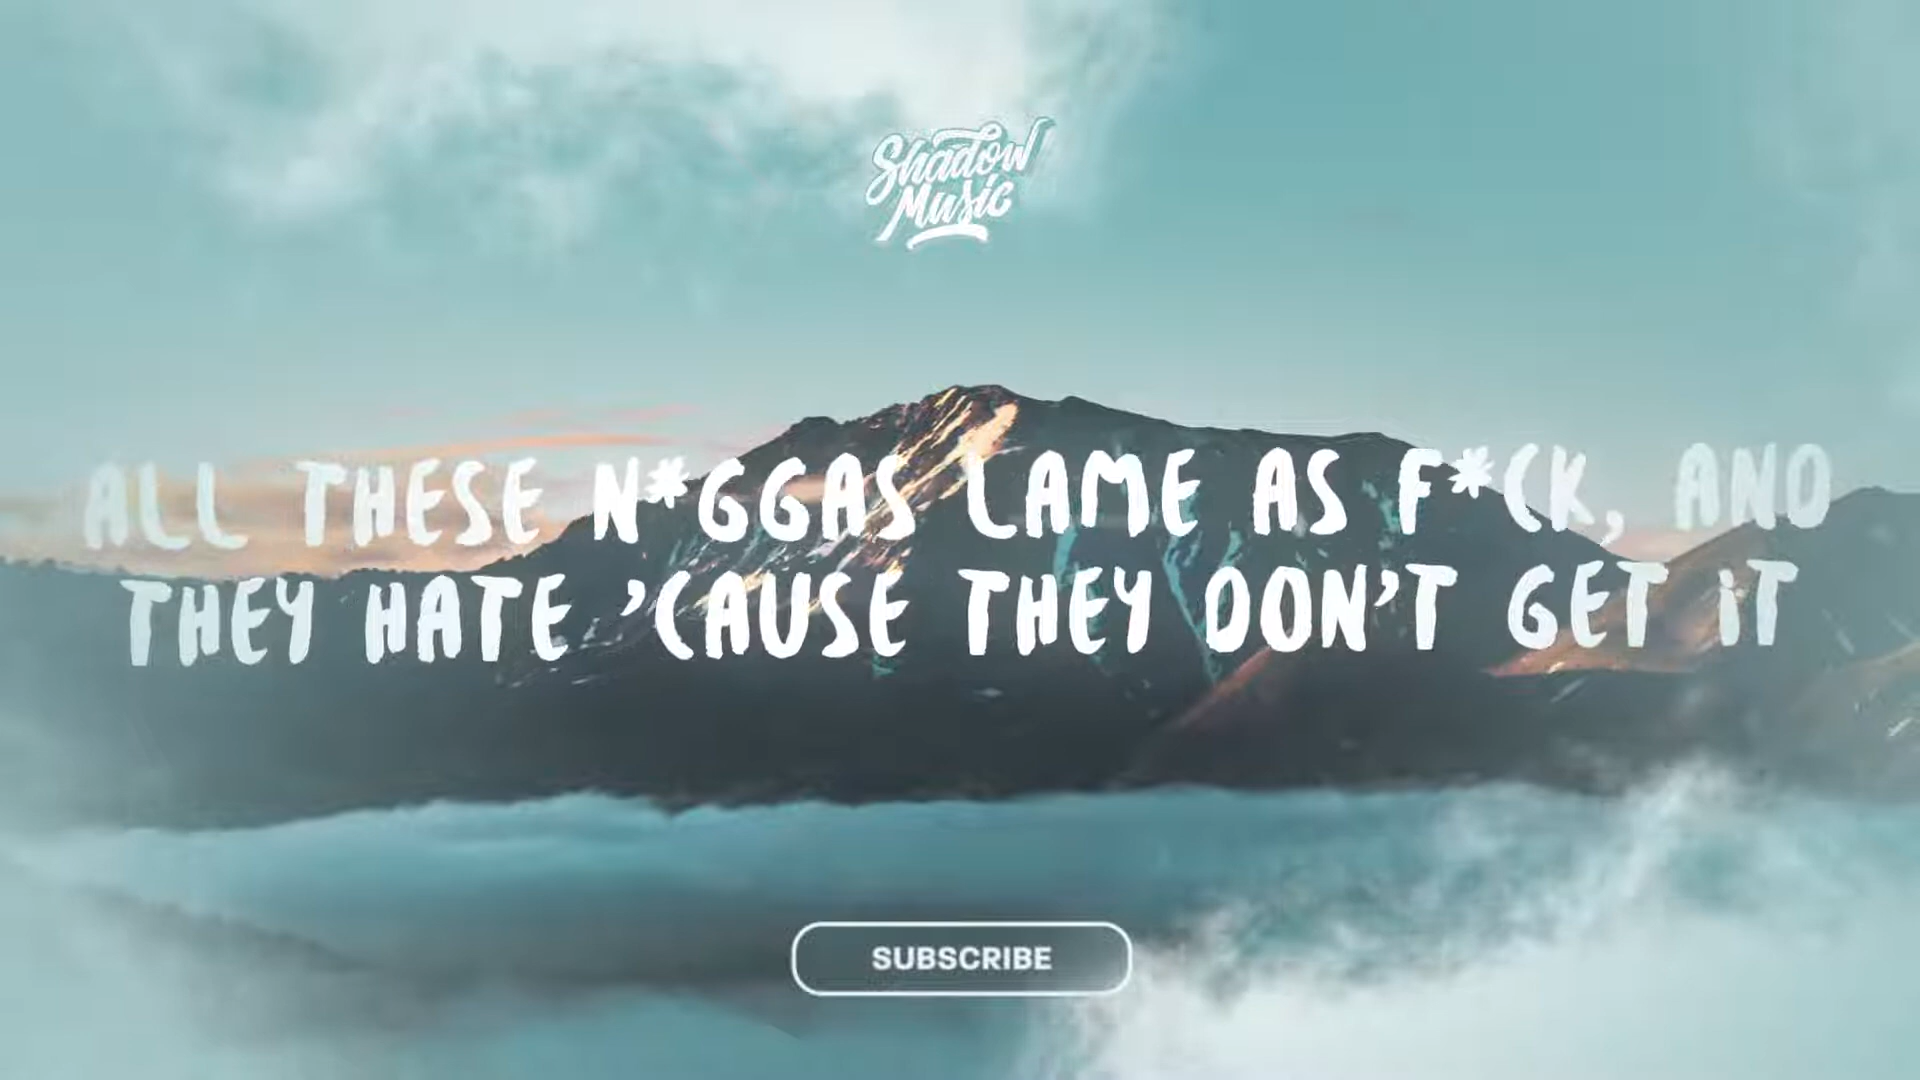 Shadow
Music
ALL THESE N*GGAS LAME AS F*CK, AND
THEY HATE 'CAUSE THEY DON'T GET IT
SUBSCRIBE